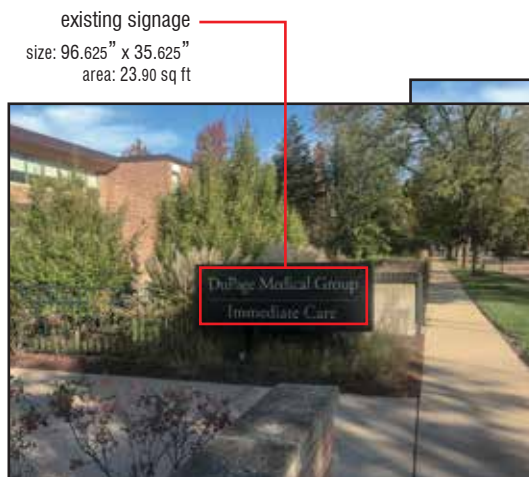 existing signage
size: 96.625” x 35.625”
area: 23.90 sq ft
DuPage Medical Group
Immediate Care